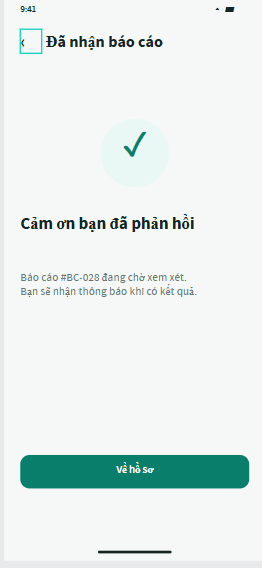 9:41
Đã nhận báo cáo
Cảm ơn bạn đã phản hồi
Báo cáo #BC-028 đang chờ xem xét.
Bạn sẽ nhận thông báo khi có kết quả.
Về hồ sơ